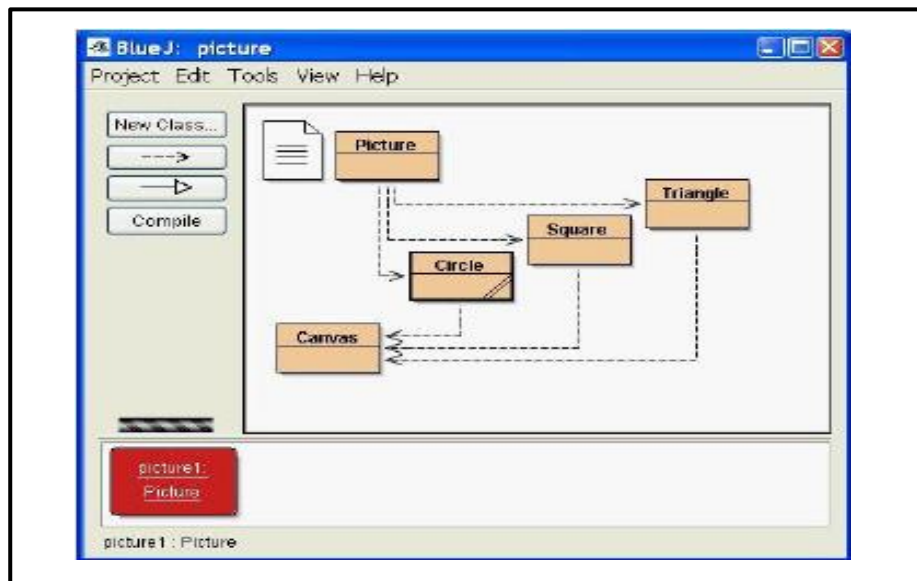 BlueJ: picture
Project Edit Tools View Help
New Class...
Compile
Picture
Triangle
Square
Circle
Canvas
picture1:
Picture
picture1 : Picture